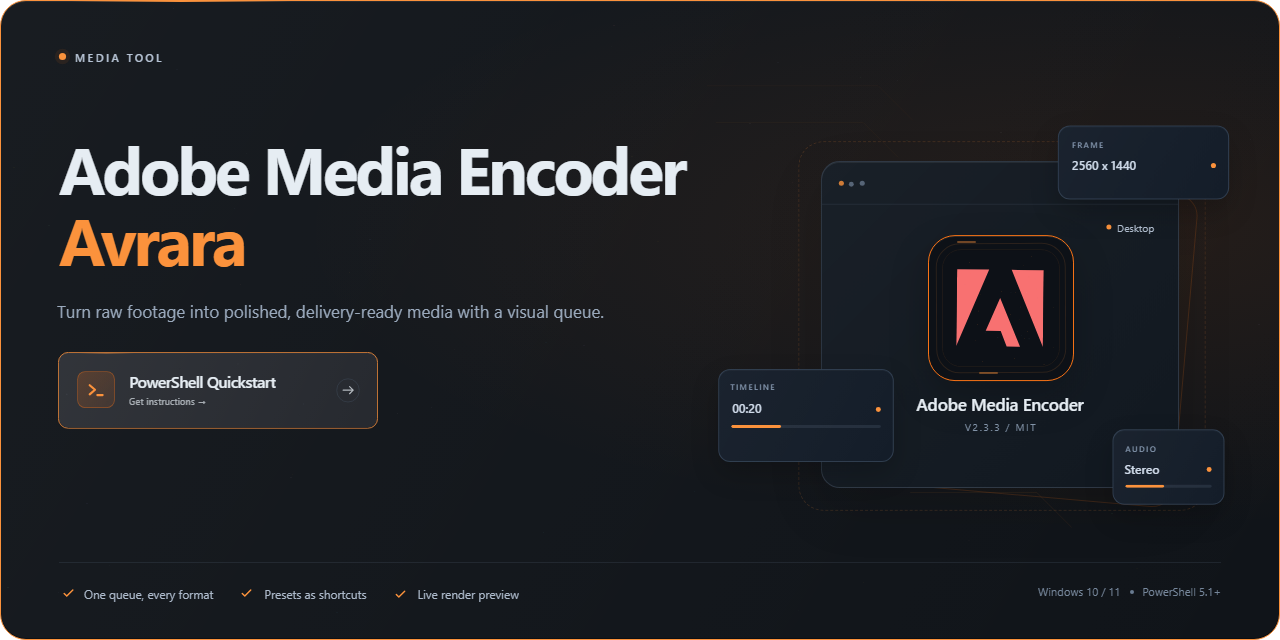 MEDIA TOOL
Adobe Media Encoder
Avrara
Turn raw footage into polished, delivery-ready media with a visual queue.
PowerShell Quickstart
Get instructions →
FRAME
2560 x 1440
Desktop
TIMELINE
00:20
Adobe Media Encoder
V2.3.3 / MIT
AUDIO
Stereo
One queue, every format
Presets as shortcuts
Live render preview
Windows 10 / 11 • PowerShell 5.1+